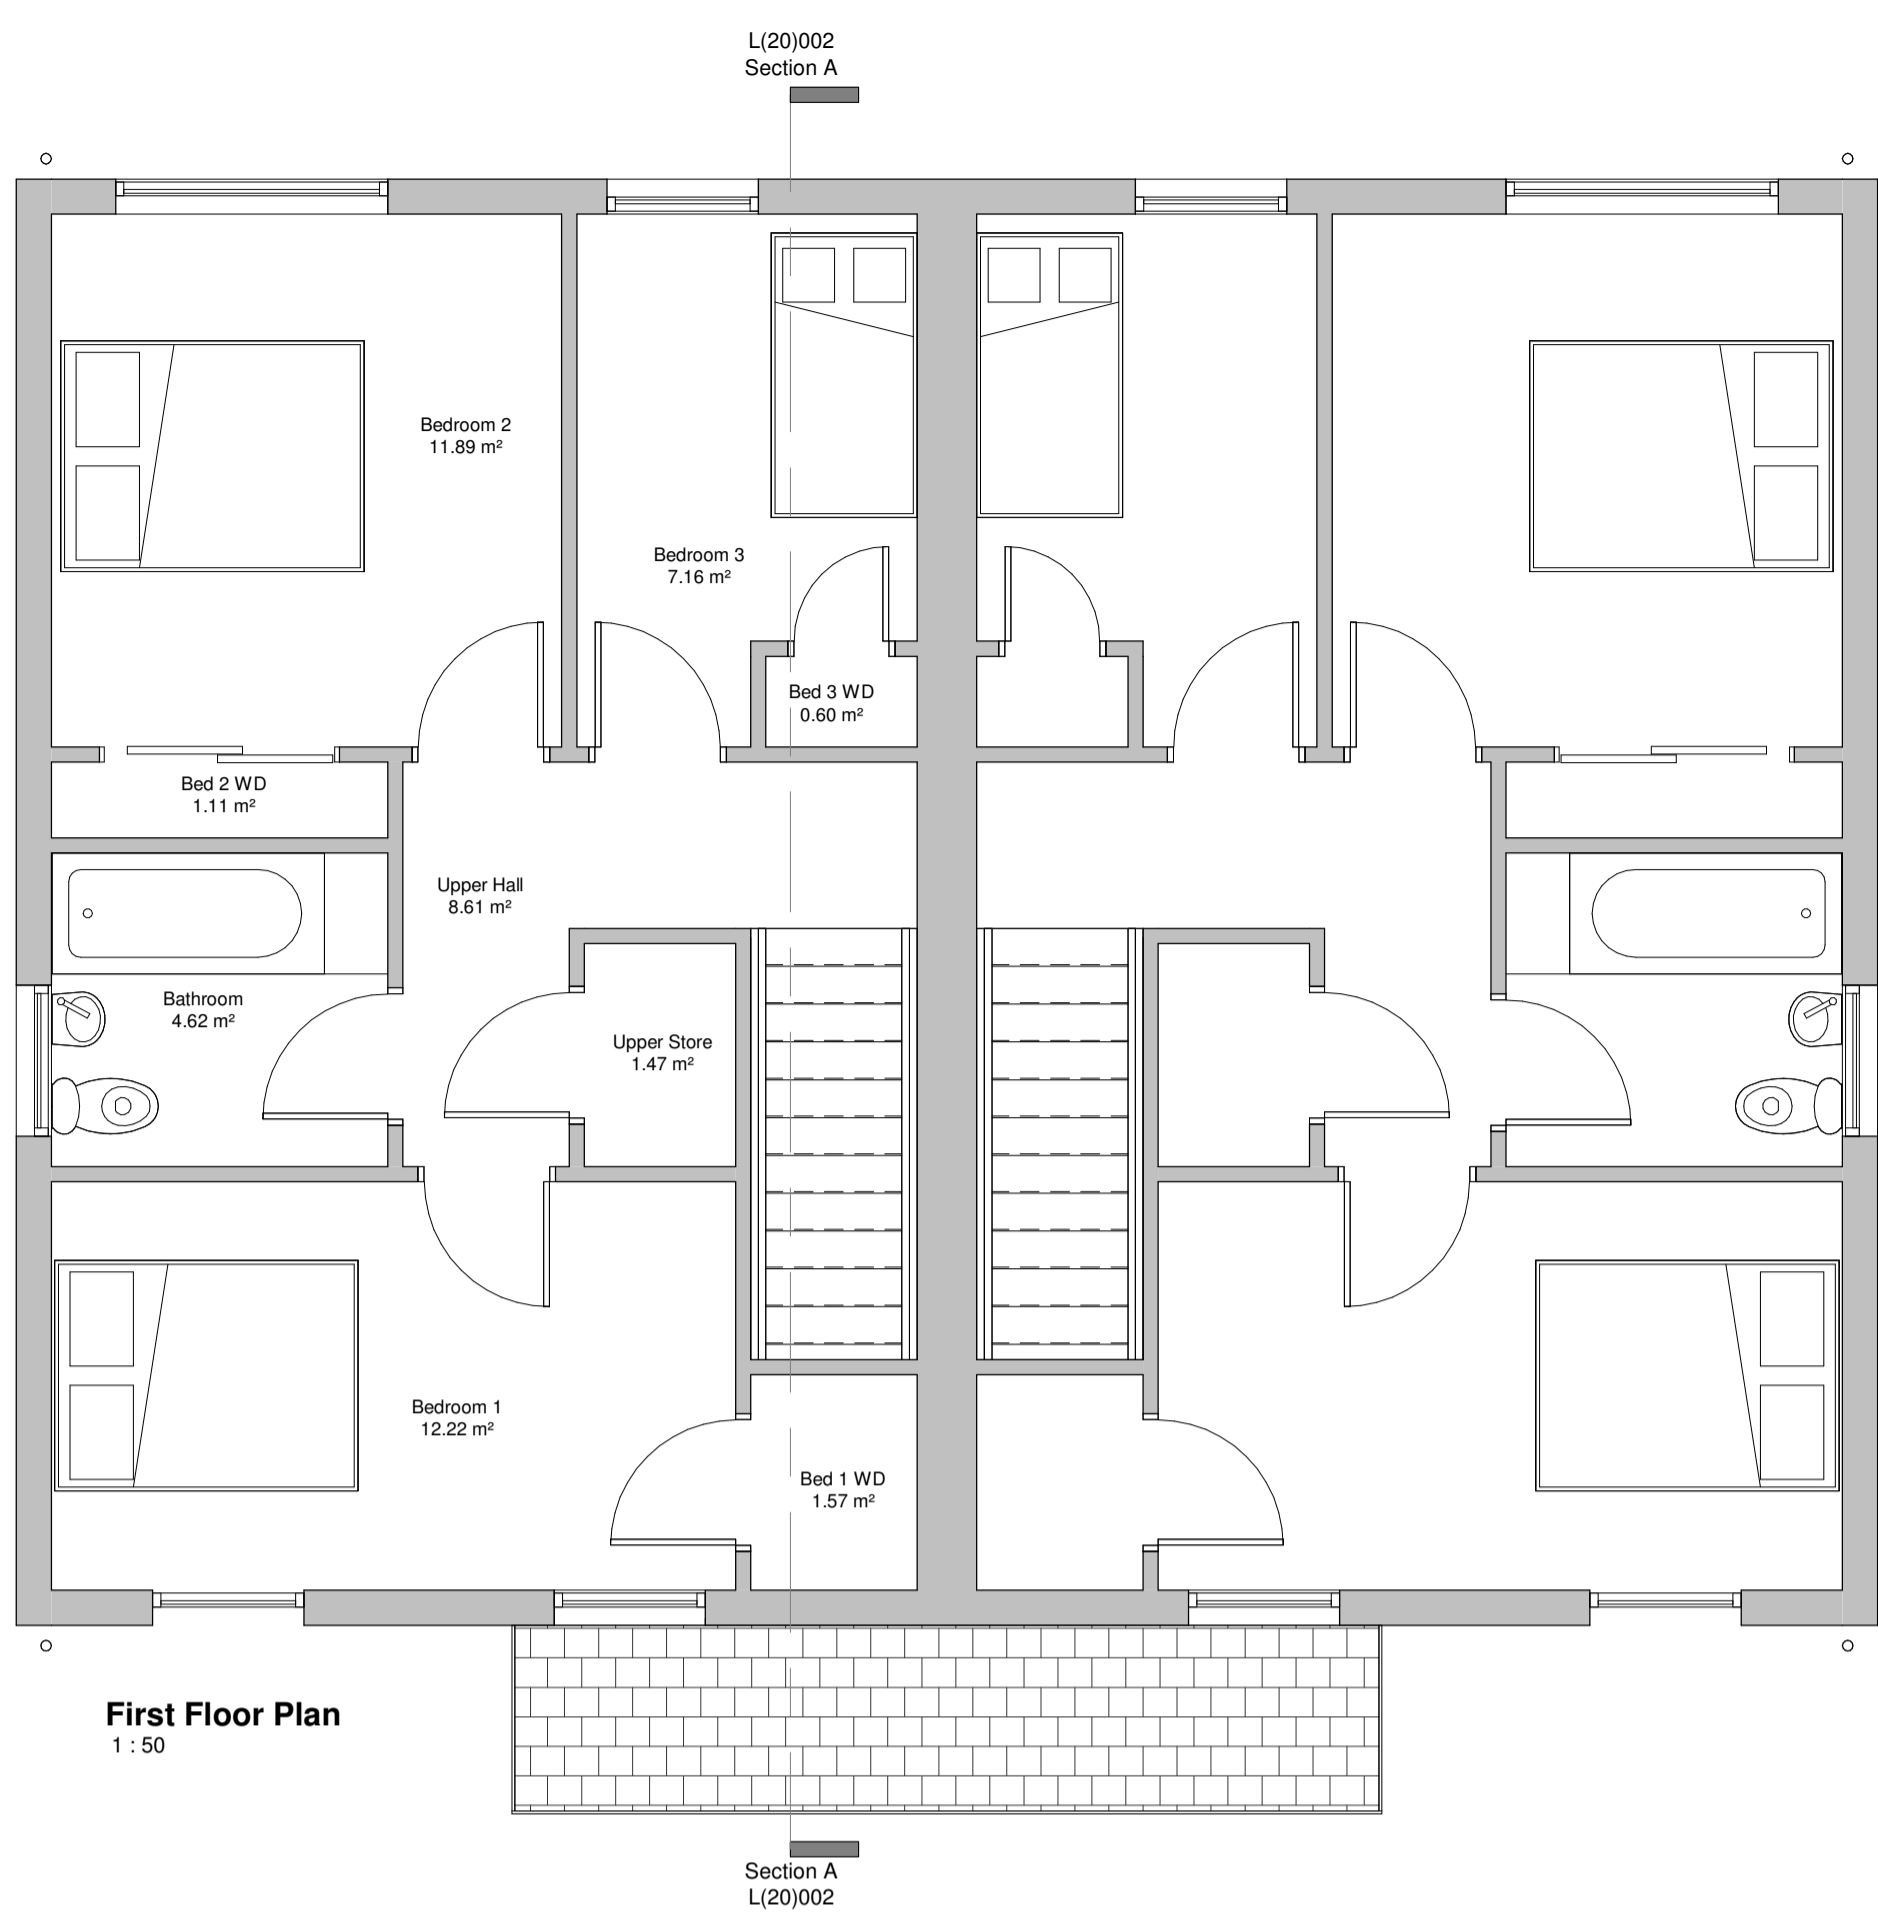 L(20)002
Section A
Bedroom 2
11.89 m²
Bedroom 3
7.16 m²
Bed 3 WD
0.60 m²
Bed 2 WD
1.11 m²
Upper Hall
8.61 m²
Bathroom
4.62 m²
Upper Store
1.47 m²
Bedroom 1
12.22 m²
Bed 1 WD
1.57 m²
First Floor Plan
1 : 50
Section A
L(20)002